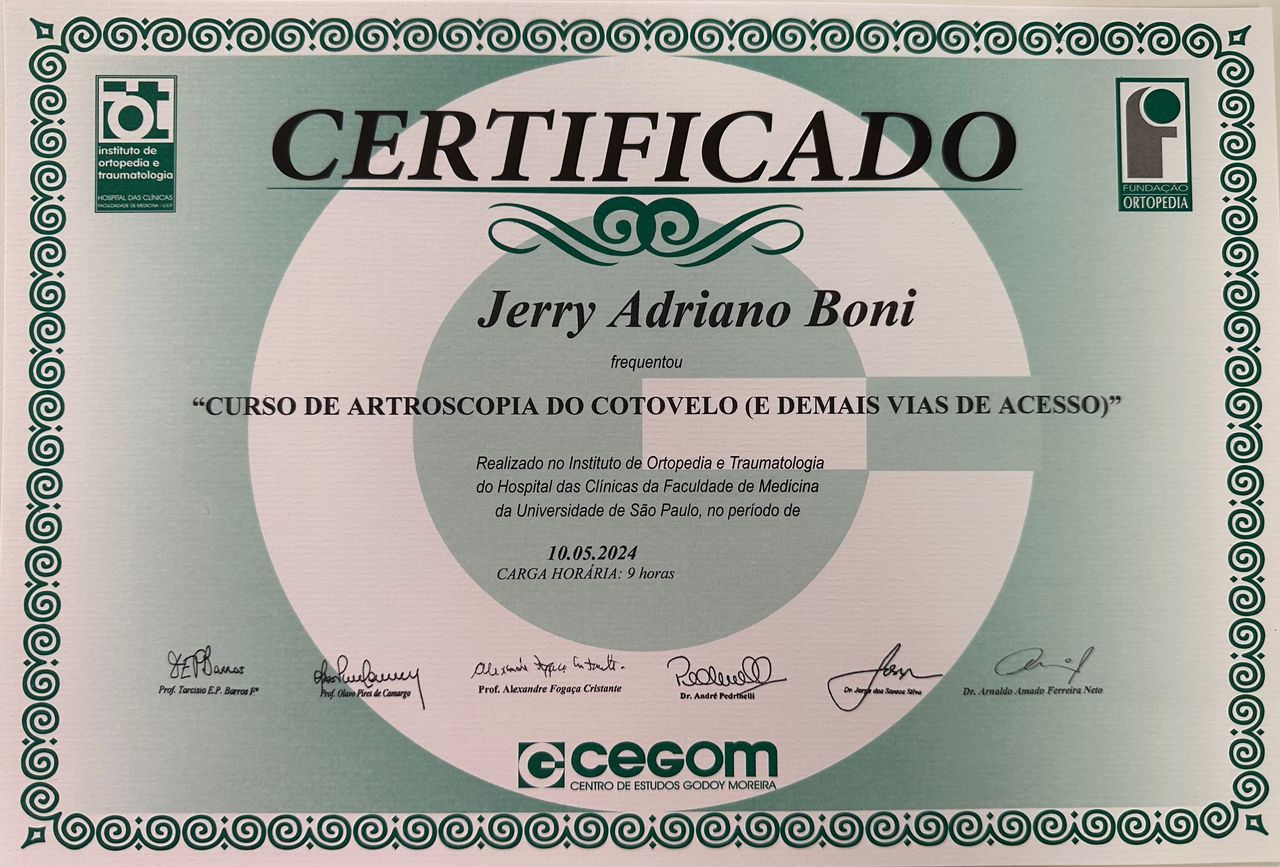 instituto de
ortopedia e
traumatologia
HOSPITAL DAS CLÍNICAS
FACULDADADE DE MEDICINA - U.S.P.
FUNDAÇÃO
ORTOPEDIA
CERTIFICADO
Jerry Adriano Boni
frequentou
“CURSO DE ARTROSCOPIA DO COTOVELO (E DEMAIS VIAS DE ACESSO)”
Realizado no Instituto de Ortopedia e Traumatologia
do Hospital das Clínicas da Faculdade de Medicina
da Universidade de São Paulo, no período de
10.05.2024
CARGA HORÁRIA: 9 horas
Prof. Tarcisio E.P. Barros Fº
Prof. Olavo Pires de Camargo
Prof. Alexandre Fogaça Cristante
Dr. André Pedrinelli
Dr. Jorge dos Santos Silva
Dr. Arnaldo Amado Ferreira Neto
cegom
CENTRO DE ESTUDOS GODOY MOREIRA